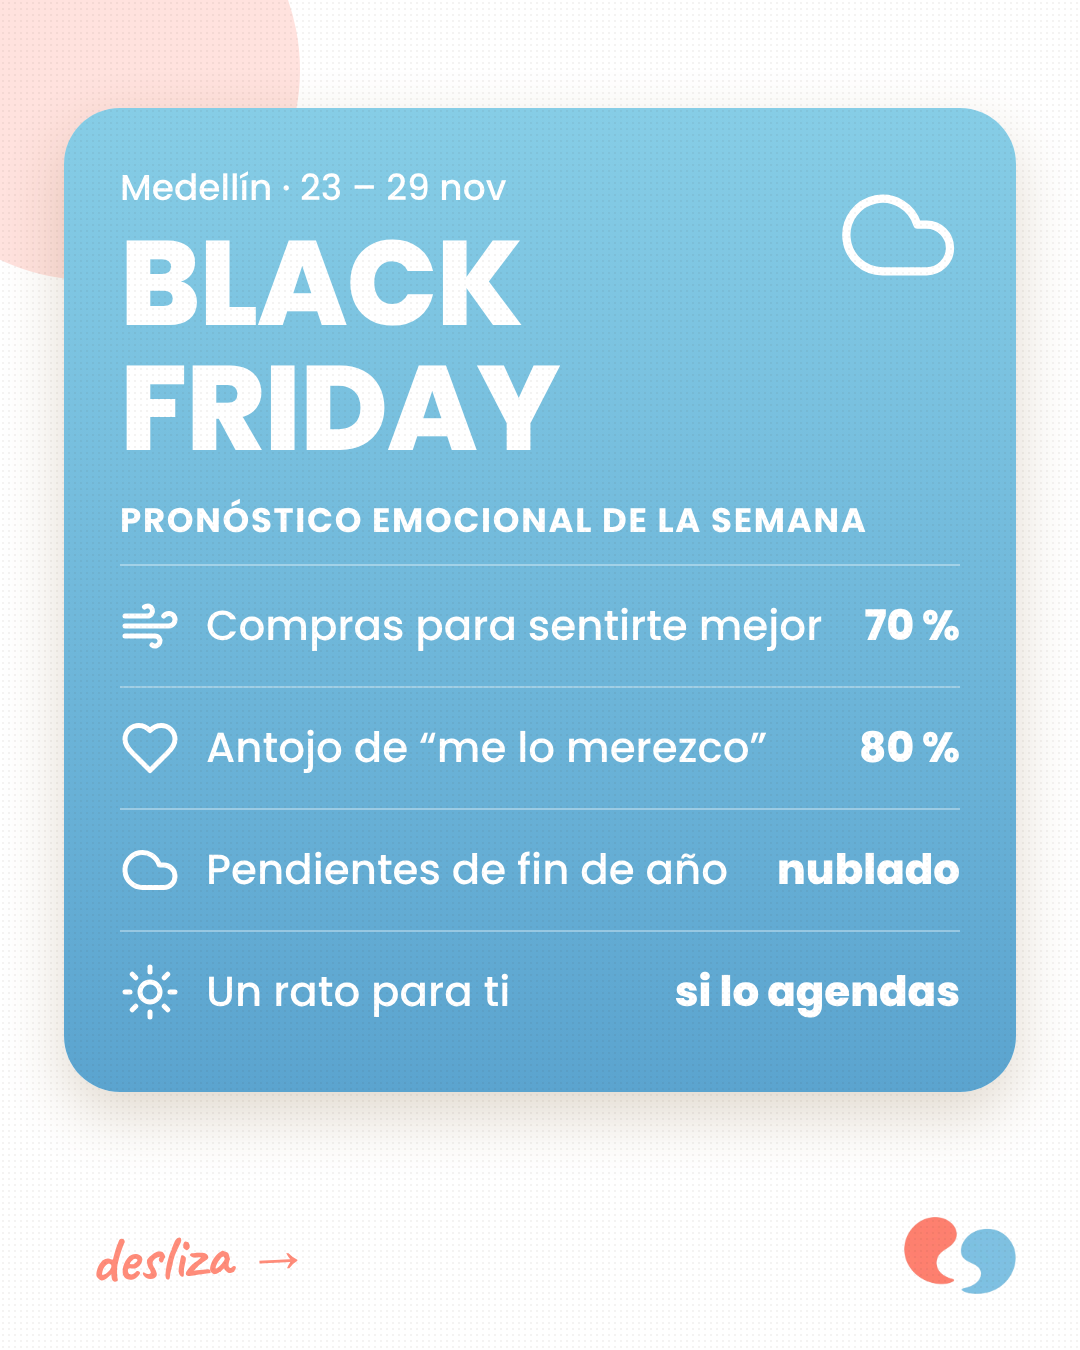 Medellín · 23 – 29 nov
BLACK
FRIDAY
PRONÓSTICO EMOCIONAL DE LA SEMANA
Compras para sentirte mejor 70 %
Antojo de “me lo merezco” 80 %
Pendientes de fin de año nublado
Un rato para ti si lo agendas
desliza →